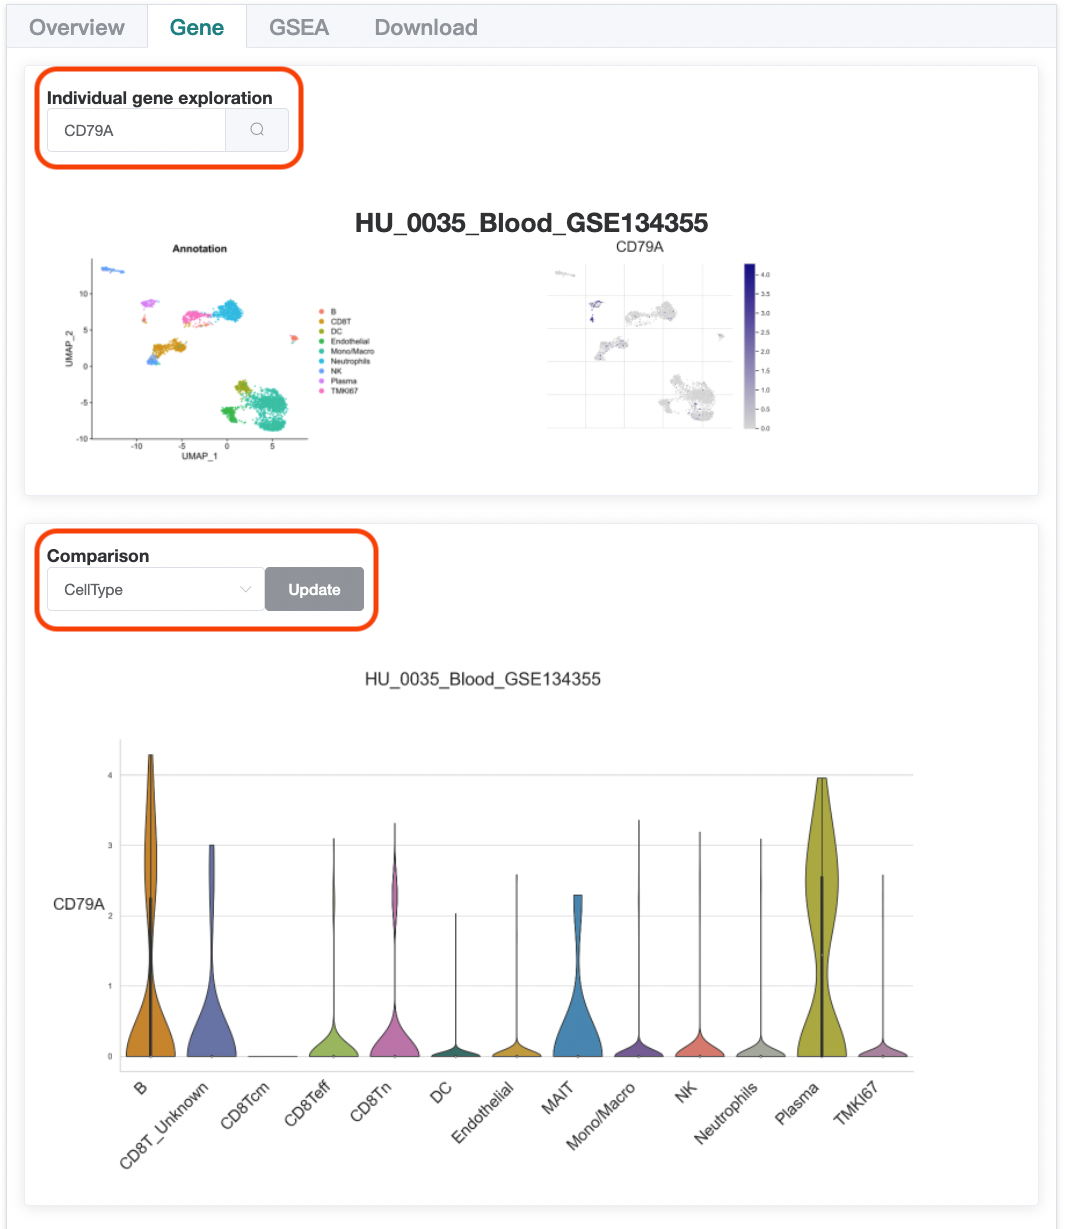 Overview Gene GSEA Download
Individual gene exploration
CD79A
HU_0035_Blood_GSE134355
Annotation
CD79A
10
5
0
-5
-10
UMAP_2
-10 -5 0 5
UMAP_1
B
CD8T
DC
Endothelial
Mono/Macro
Neutrophils
NK
Plasma
TMKI67
4.0
3.5
3.0
2.5
2.0
1.5
1.0
0.5
0.0
Comparison
CellType Update
HU_0035_Blood_GSE134355
4
3
CD79A
2
1
0
B CD8T_Unknown CD8Tcm CD8Teff CD8Tn DC Endothelial MAIT Mono/Macro NK Neutrophils Plasma TMKI67